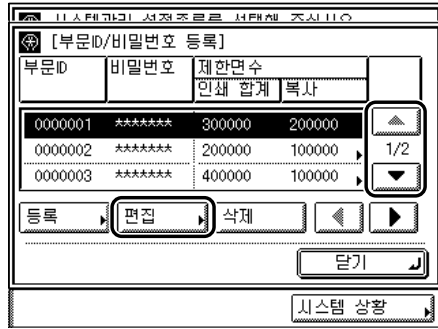 [부문ID/비밀번호 등록]
부문ID 비밀번호 제한면수
인쇄 합계 복사
0000001 ******* 300000 200000
0000002 ******* 200000 100000 1/2
0000003 ******* 400000 100000
등록 편집 삭제
닫기
시스템 상황